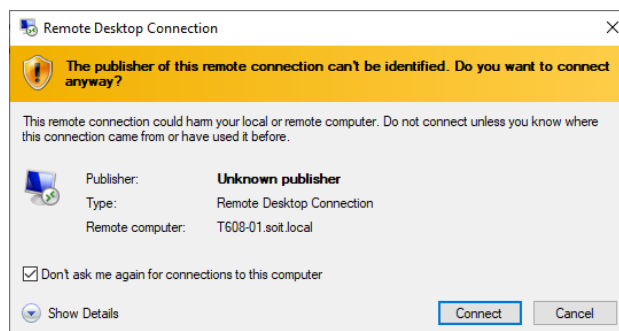 Remote Desktop Connection
The publisher of this remote connection can't be identified. Do you want to connect
anyway?
This remote connection could harm your local or remote computer. Do not connect unless you know where
this connection came from or have used it before.
Publisher: Unknown publisher
Type: Remote Desktop Connection
Remote computer: T608-01.soit.local
Don't ask me again for connections to this computer
Show Details Connect Cancel